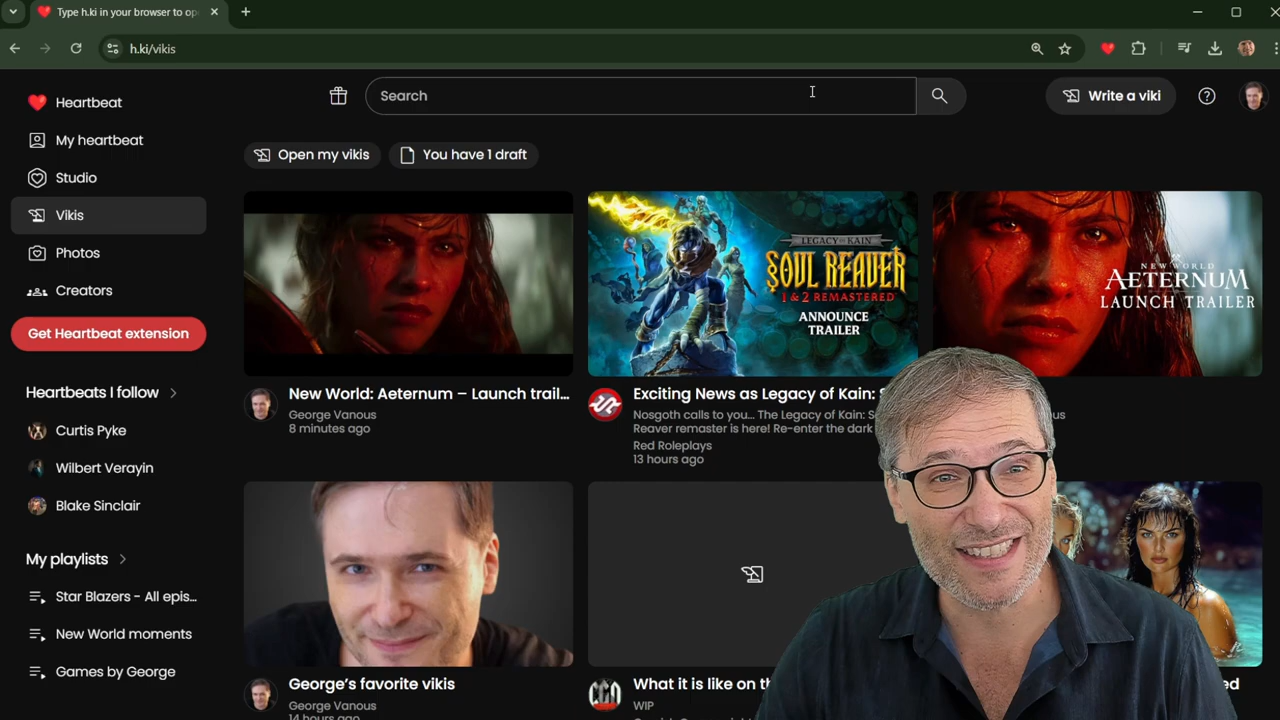 Type h.ki in your browser to op
h.ki/vikis
Heartbeat
Search
Write a viki
My heartbeat
Studio
Vikis
Photos
Creators
Get Heartbeat extension
Heartbeats I follow
Curtis Pyke
Wilbert Verayin
Blake Sinclair
My playlists
Star Blazers - All epis...
New World moments
Games by George
Open my vikis
You have 1 draft
LEGACY OF KAIN
SOUL REAVER
1 & 2 REMASTERED
ANNOUNCE
TRAILER
NEW WORLD
AETERNUM
LAUNCH TRAILER
New World: Aeternum – Launch trail...
George Vanous
8 minutes ago
Exciting News as Legacy of Kain: S
Nosgoth calls to you... The Legacy of Kain: S
Reaver remaster is here! Re-enter the dark
Red Roleplays
13 hours ago
George's favorite vikis
George Vanous
14 hours ago
What it is like on th
WIP